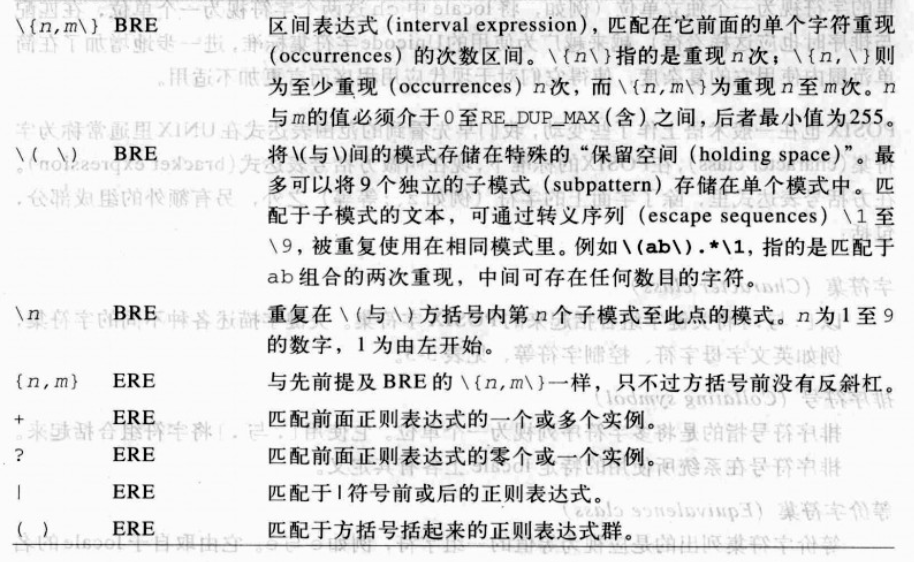 \{n,m\} BRE 区间表达式 (interval expression)，匹配在它前面的单个字符重现
(occurrences) 的次数区间。\{n\}指的是重现n次；\{n, \}则
为至少重现 (occurrences) n次，而\{n,m\}为重现n至m次。n
与m的值必须介于0至RE_DUP_MAX(含)之间，后者最小值为255。
\( \) BRE 将\(与\)间的模式存储在特殊的“保留空间 (holding space)”。最
多可以将9个独立的子模式 (subpattern) 存储在单个模式中。匹
配于子模式的文本，可通过转义序列 (escape sequences) \1至
\9，被重复使用在相同模式里。例如\(ab\).*\1，指的是匹配于
ab组合的两次重现，中间可存在任何数目的字符。
\n BRE 重复在\(与\)方括号内第n个子模式至此点的模式。n为1至9
的数字，1为由左开始。
{n,m} ERE 与先前提及BRE的\{n,m\}一样，只不过方括号前没有反斜杠。
+ ERE 匹配前面正则表达式的一个或多个实例。
? ERE 匹配前面正则表达式的零个或一个实例。
| ERE 匹配于|符号前或后的正则表达式。
( ) ERE 匹配于方括号括起来的正则表达式群。